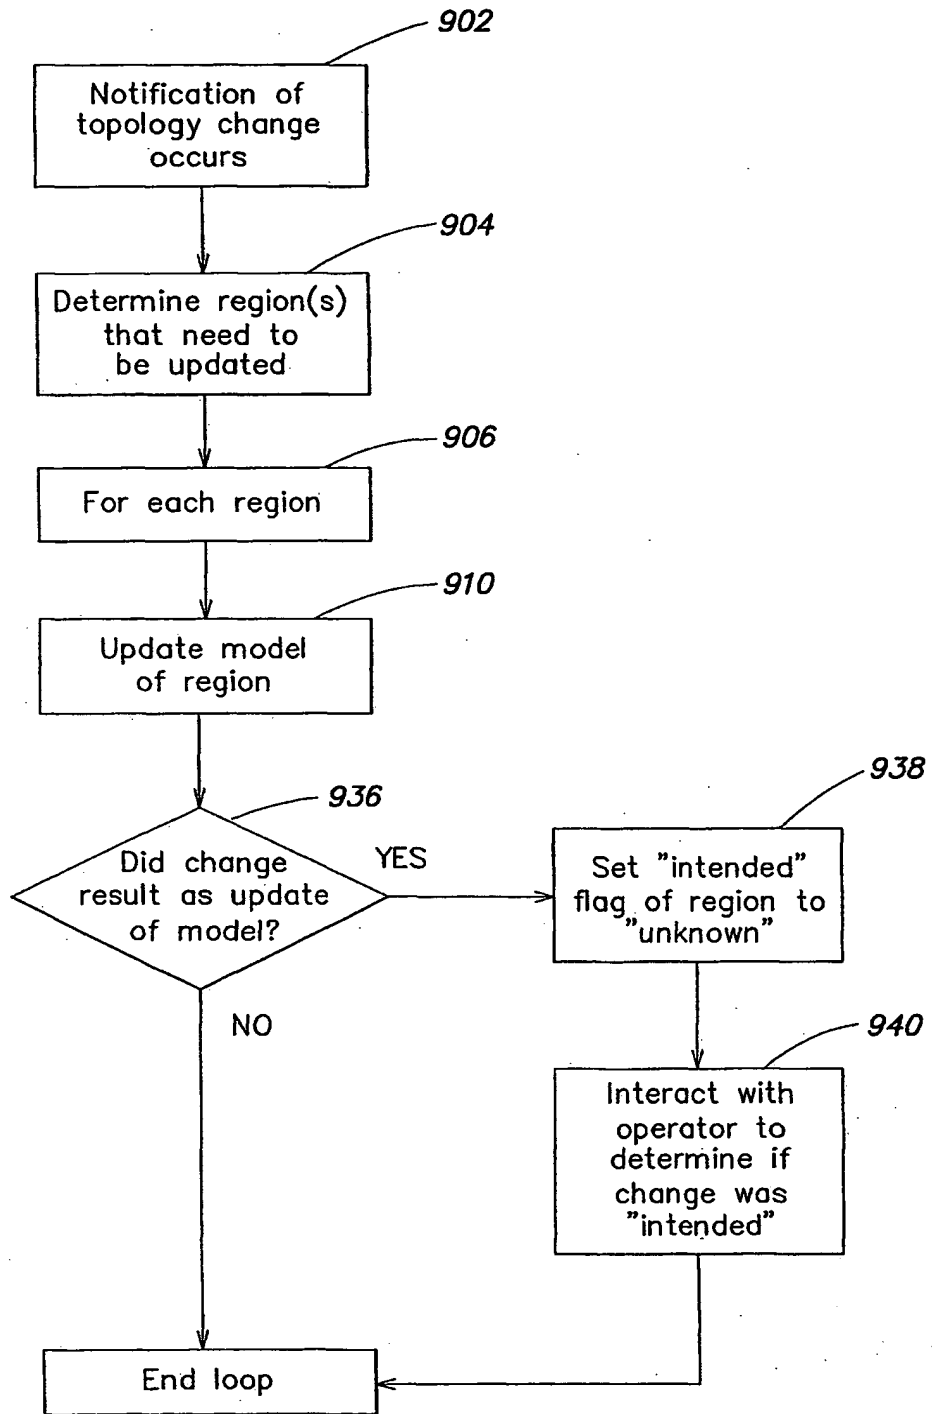 902
Notification of
topology change
occurs
904
Determine region(s)
that need to
be updated
906
For each region
910
Update model
of region
936
Did change
result as update
of model?
YES
NO
938
Set "intended"
flag of region to
"unknown"
940
Interact with
operator to
determine if
change was
"intended"
End loop